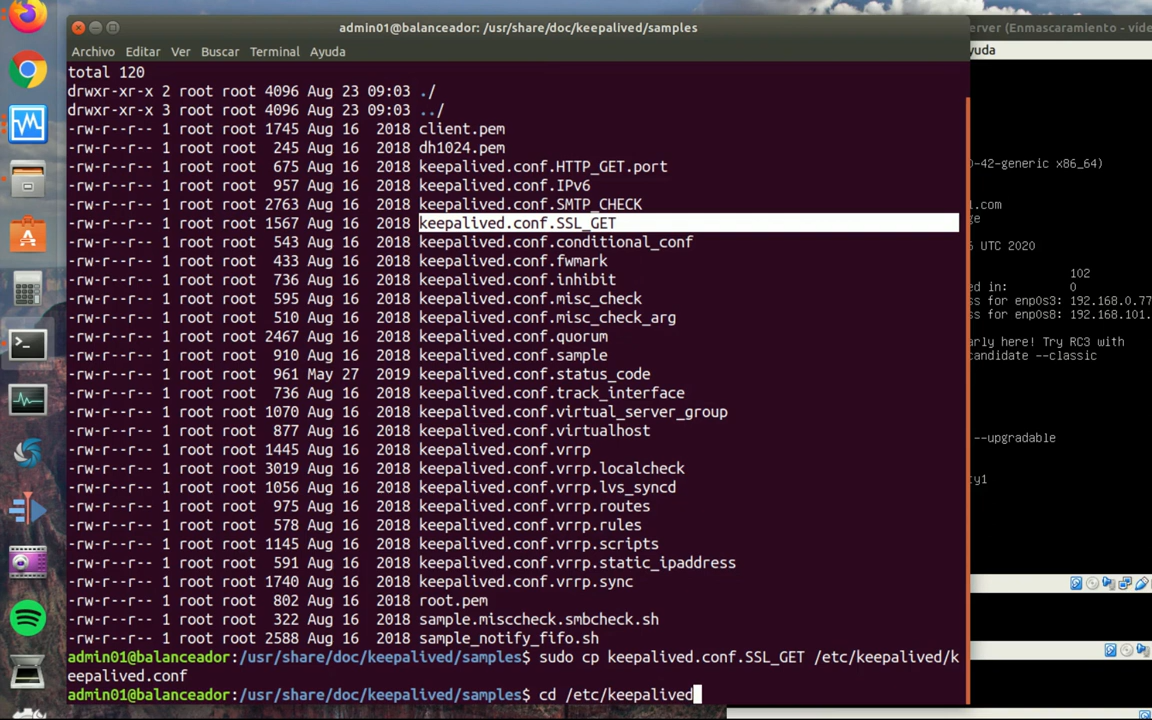 admin01@balanceador: /usr/share/doc/keepalived/samples
Archivo Editar Ver Buscar Terminal Ayuda
total 120
drwxr-xr-x 2 root root 4096 Aug 23 09:03 ./
drwxr-xr-x 3 root root 4096 Aug 23 09:03 ../
-rw-r--r-- 1 root root 1745 Aug 16  2018 client.pem
-rw-r--r-- 1 root root  245 Aug 16  2018 dh1024.pem
-rw-r--r-- 1 root root  675 Aug 16  2018 keepalived.conf.HTTP_GET.port
-rw-r--r-- 1 root root  957 Aug 16  2018 keepalived.conf.IPv6
-rw-r--r-- 1 root root 2763 Aug 16  2018 keepalived.conf.SMTP_CHECK
-rw-r--r-- 1 root root 1567 Aug 16  2018 keepalived.conf.SSL_GET
-rw-r--r-- 1 root root  543 Aug 16  2018 keepalived.conf.conditional_conf
-rw-r--r-- 1 root root  433 Aug 16  2018 keepalived.conf.fwmark
-rw-r--r-- 1 root root  736 Aug 16  2018 keepalived.conf.inhibit
-rw-r--r-- 1 root root  595 Aug 16  2018 keepalived.conf.misc_check
-rw-r--r-- 1 root root  510 Aug 16  2018 keepalived.conf.misc_check_arg
-rw-r--r-- 1 root root 2467 Aug 16  2018 keepalived.conf.quorum
-rw-r--r-- 1 root root  910 Aug 16  2018 keepalived.conf.sample
-rw-r--r-- 1 root root  961 May 27  2019 keepalived.conf.status_code
-rw-r--r-- 1 root root  736 Aug 16  2018 keepalived.conf.track_interface
-rw-r--r-- 1 root root 1070 Aug 16  2018 keepalived.conf.virtual_server_group
-rw-r--r-- 1 root root  877 Aug 16  2018 keepalived.conf.virtualhost
-rw-r--r-- 1 root root 1445 Aug 16  2018 keepalived.conf.vrrp
-rw-r--r-- 1 root root 3019 Aug 16  2018 keepalived.conf.vrrp.localcheck
-rw-r--r-- 1 root root 1056 Aug 16  2018 keepalived.conf.vrrp.lvs_syncd
-rw-r--r-- 1 root root  975 Aug 16  2018 keepalived.conf.vrrp.routes
-rw-r--r-- 1 root root  578 Aug 16  2018 keepalived.conf.vrrp.rules
-rw-r--r-- 1 root root 1145 Aug 16  2018 keepalived.conf.vrrp.scripts
-rw-r--r-- 1 root root  591 Aug 16  2018 keepalived.conf.vrrp.static_ipaddress
-rw-r--r-- 1 root root 1740 Aug 16  2018 keepalived.conf.vrrp.sync
-rw-r--r-- 1 root root  802 Aug 16  2018 root.pem
-rw-r--r-- 1 root root  322 Aug 16  2018 sample.misccheck.smbcheck.sh
-rw-r--r-- 1 root root 2588 Aug 16  2018 sample_notify_fifo.sh
admin01@balanceador:/usr/share/doc/keepalived/samples$ sudo cp keepalived.conf.SSL_GET /etc/keepalived/k
eepalived.conf
admin01@balanceador:/usr/share/doc/keepalived/samples$ cd /etc/keepalived
erver (Enmascaramiento - vide
yuda
0-42-generic x86_64)
l.com
ge
6 UTC 2020
102
ed in: 0
ss for enp0s3: 192.168.0.77
ss for enp0s8: 192.168.101.
arly here! Try RC3 with
candidate --classic
--upgradable
ty1